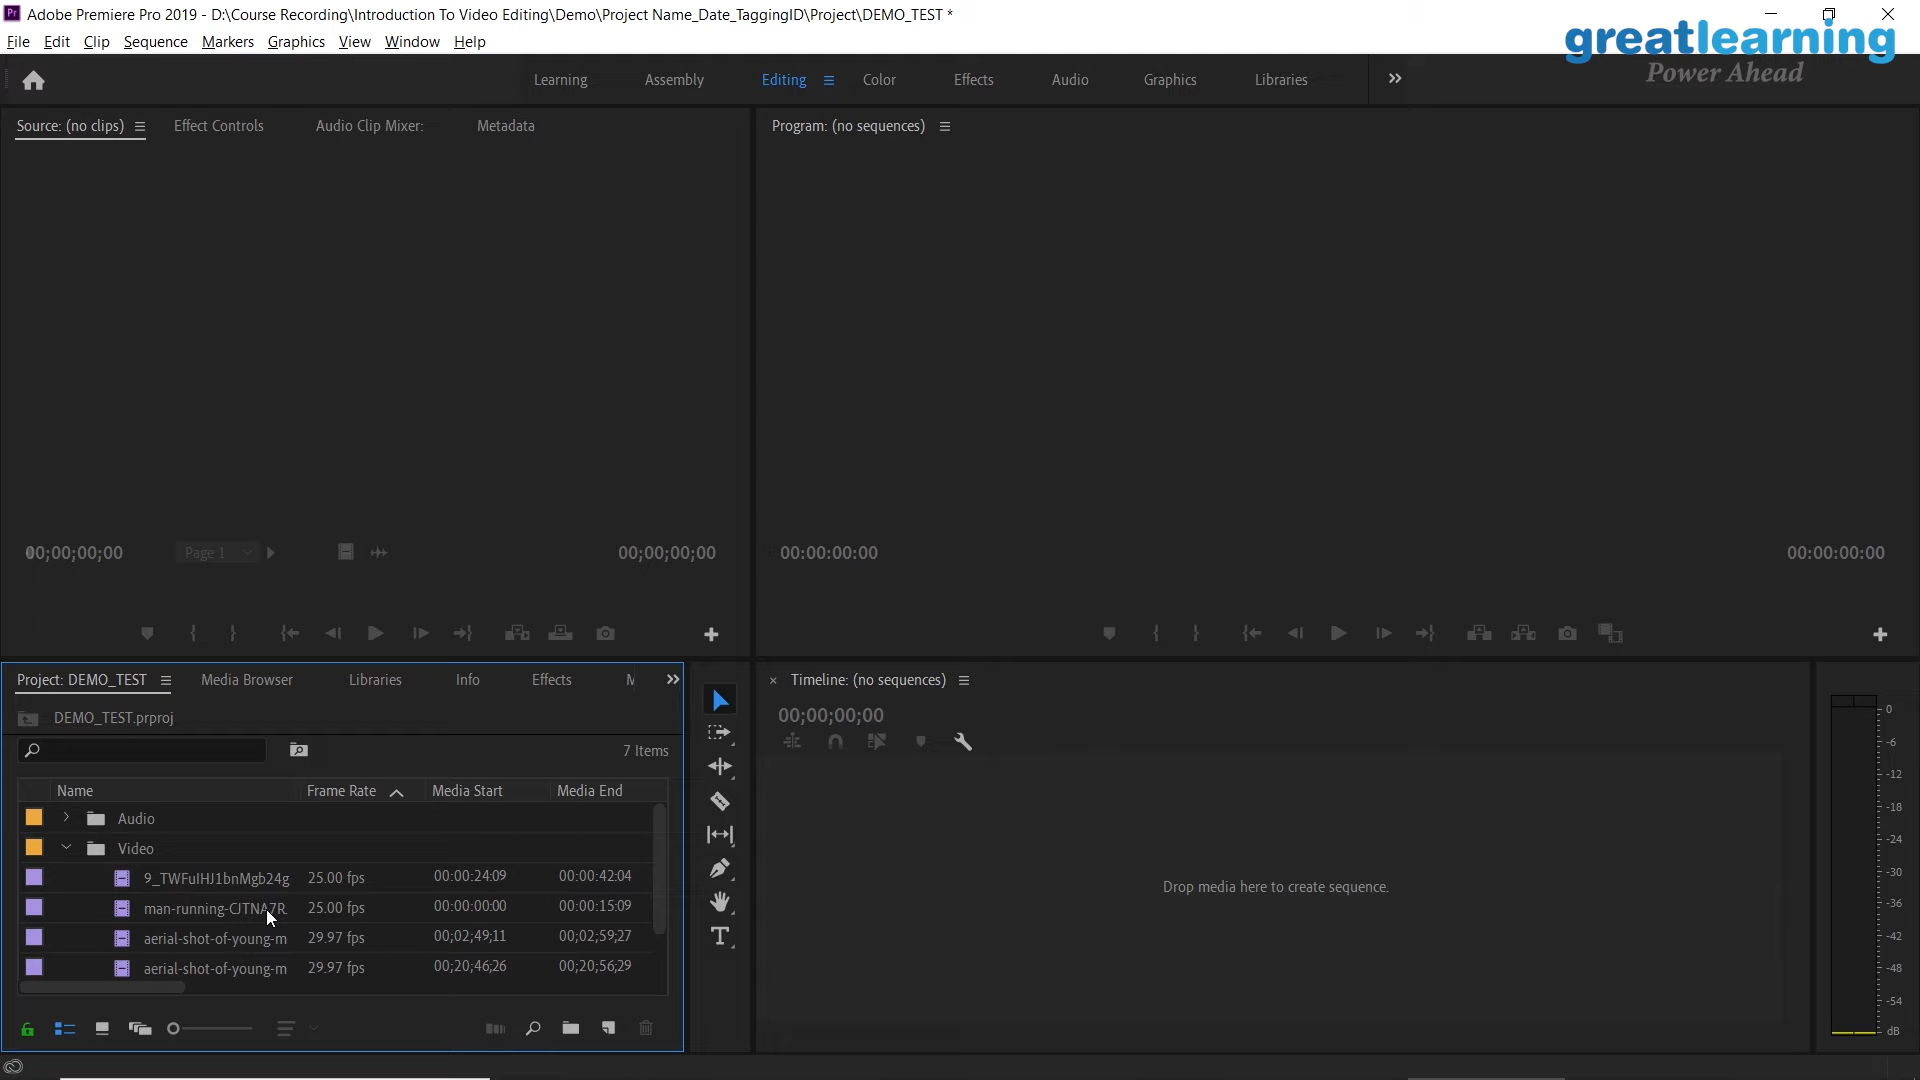 Adobe Premiere Pro 2019 - D:\Course Recording\Introduction To Video Editing\Demo\Project Name_Date_TaggingID\Project\DEMO_TEST *
File Edit Clip Sequence Markers Graphics View Window Help
greatlearning
Power Ahead
Learning Assembly Editing Color Effects Audio Graphics Libraries
Source: (no clips) Effect Controls Audio Clip Mixer: Metadata
Program: (no sequences)
00;00;00;00 Page 1 00;00;00;00
00:00:00:00 00:00:00:00
Project: DEMO_TEST Media Browser Libraries Info Effects
Timeline: (no sequences)
DEMO_TEST.prproj
00;00;00;00
7 Items
Name Frame Rate Media Start Media End
Audio
Video
9_TWFuIHJ1bnMgb24g 25.00 fps 00:00:24:09 00:00:42:04
man-running-CJTNA7R 25.00 fps 00:00:00:00 00:00:15:09
aerial-shot-of-young-m 29.97 fps 00;02;49;11 00;02;59;27
aerial-shot-of-young-m 29.97 fps 00;20;46;26 00;20;56;29
Drop media here to create sequence.
0
-6
-12
-18
-24
-30
-36
-42
-48
-54
dB